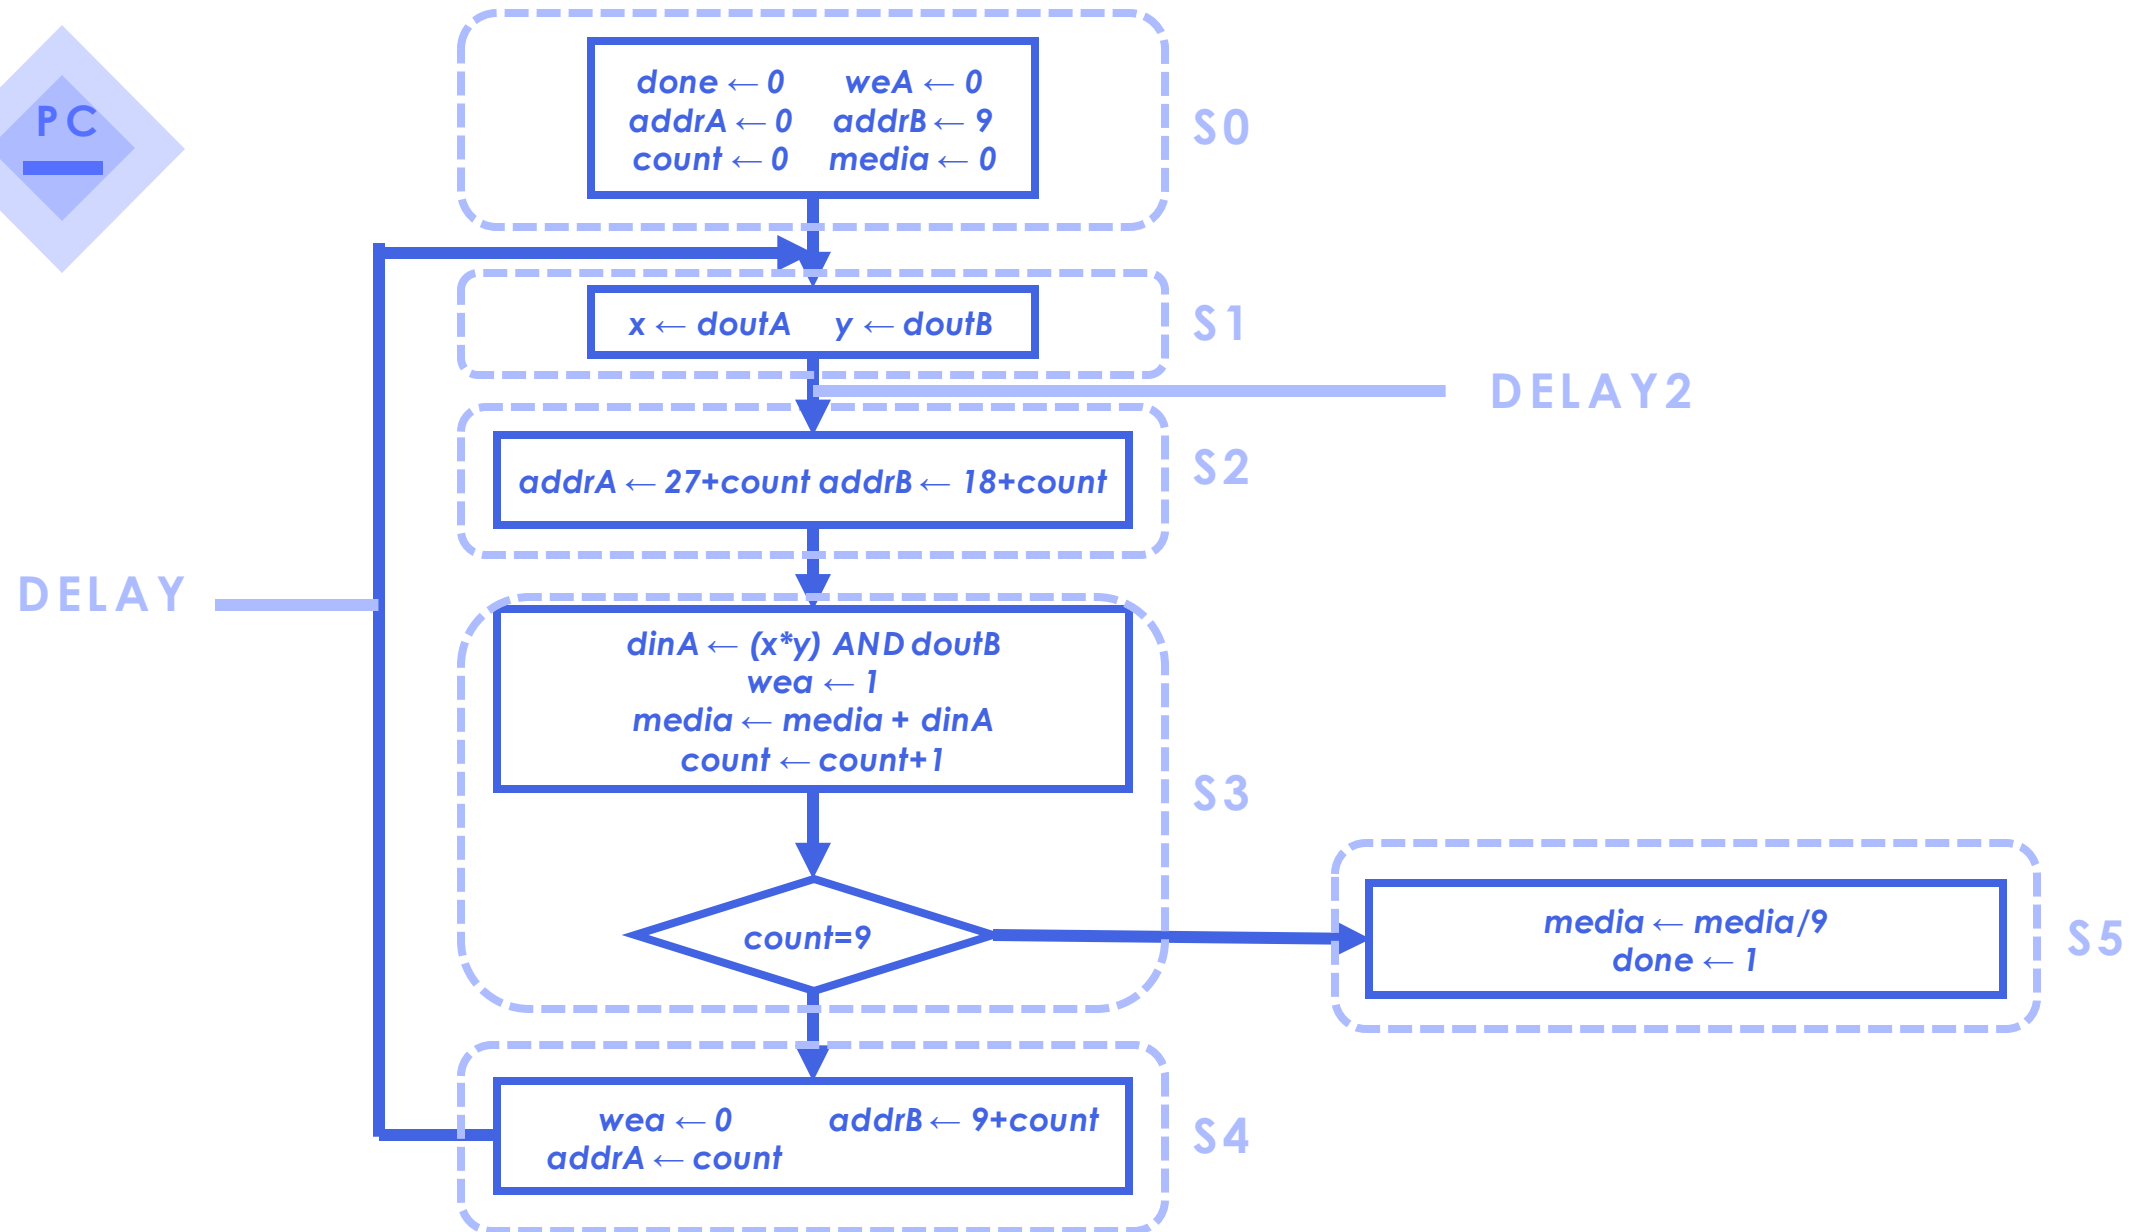 PC
done ← 0 weA ← 0
addrA ← 0 addrB ← 9
count ← 0 media ← 0
S0
x ← doutA y ← doutB
S1
DELAY2
addrA ← 27+count addrB ← 18+count
S2
DELAY
dinA ← (x*y) AND doutB
wea ← 1
media ← media + dinA
count ← count+1
S3
count=9
media ← media/9
done ← 1
S5
wea ← 0 addrB ← 9+count
addrA ← count
S4